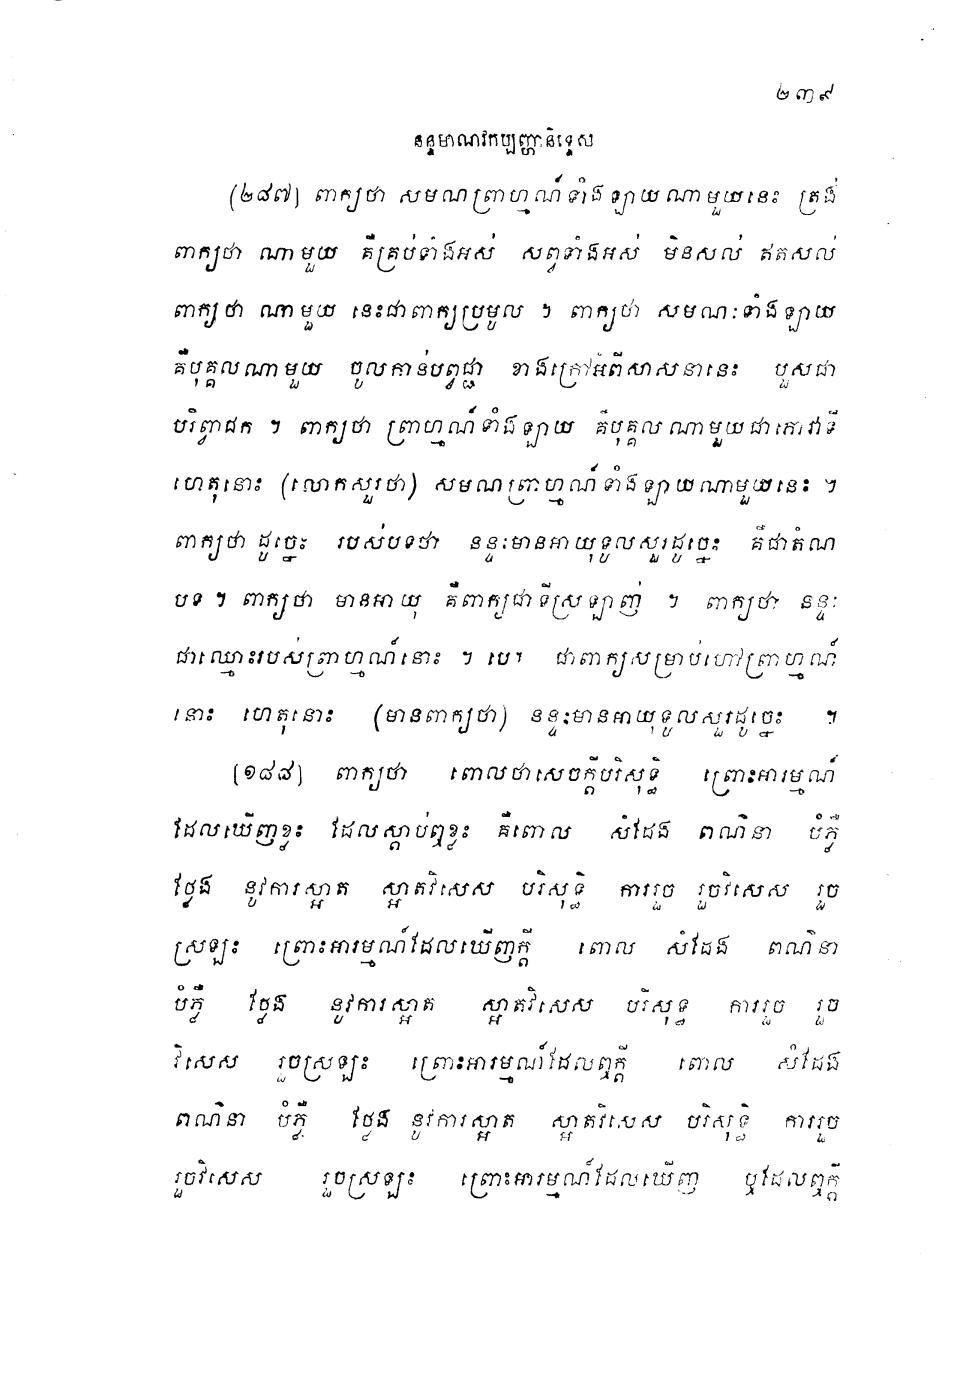 ២៣៩
នន្ទមាណវកប្បញ្ហានិទ្ទេស
(២៨៧) ពាក្យថា សមណព្រាហ្មណ៍ទាំងឡាយណាមួយនេះ ត្រង់
ពាក្យថា ណាមួយ គឺគ្រប់ទាំងអស់ សព្វទាំងអស់ មិនសល់ ឥតសល់
ពាក្យថា ណាមួយ នេះជាពាក្យប្រមូល ។ ពាក្យថា សមណៈទាំងឡាយ
គឺបុគ្គលណាមួយ ចូលកាន់បព្វជ្ជា ខាងក្រៅអំពីសាសនានេះ បួសជា
បរិព្វាជក ។ ពាក្យថា ព្រាហ្មណ៍ទាំងឡាយ គឺបុគ្គលណាមួយជាភោវាទី
ហេតុនោះ (លោកសួរថា) សមណព្រាហ្មណ៍ទាំងឡាយណាមួយនេះ ។
ពាក្យថា ដូច្នេះ របស់បទថា នន្ទៈមានអាយុទូលសួរដូច្នេះ គឺជាតំណ
បទ ។ ពាក្យថា មានអាយុ គឺពាក្យជាទីស្រឡាញ់ ។ ពាក្យថា នន្ទៈ
ជាឈ្មោះរបស់ព្រាហ្មណ៍នោះ ។ បេ។ ជាពាក្យសម្រាប់ហៅព្រាហ្មណ៍
នោះ ហេតុនោះ (មានពាក្យថា) នន្ទៈមានអាយុទូលសួរដូច្នេះ ។
(១៨៨) ពាក្យថា ពោលថាសេចក្តីបរិសុទ្ធិ ព្រោះអារម្មណ៍
ដែលឃើញខ្លះ ដែលស្តាប់ឮខ្លះ គឺពោល សំដែង ពណ៌នា បំភ្លឺ
ថ្លែង នូវការស្អាត ស្អាតវិសេស បរិសុទ្ធិ ការរួច រួចវិសេស រួច
ស្រឡះ ព្រោះអារម្មណ៍ដែលឃើញក្តី ពោល សំដែង ពណ៌នា
បំភ្លឺ ថ្លែង នូវការស្អាត ស្អាតវិសេស បរិសុទ្ធ ការរួច រួច
វិសេស រួចស្រឡះ ព្រោះអារម្មណ៍ដែលឮក្តី ពោល សំដែង
ពណ៌នា បំភ្លឺ ថ្លែង នូវការស្អាត ស្អាតវិសេស បរិសុទ្ធិ ការរួច
រួចវិសេស រួចស្រឡះ ព្រោះអារម្មណ៍ដែលឃើញ ឬដែលឮក្តី